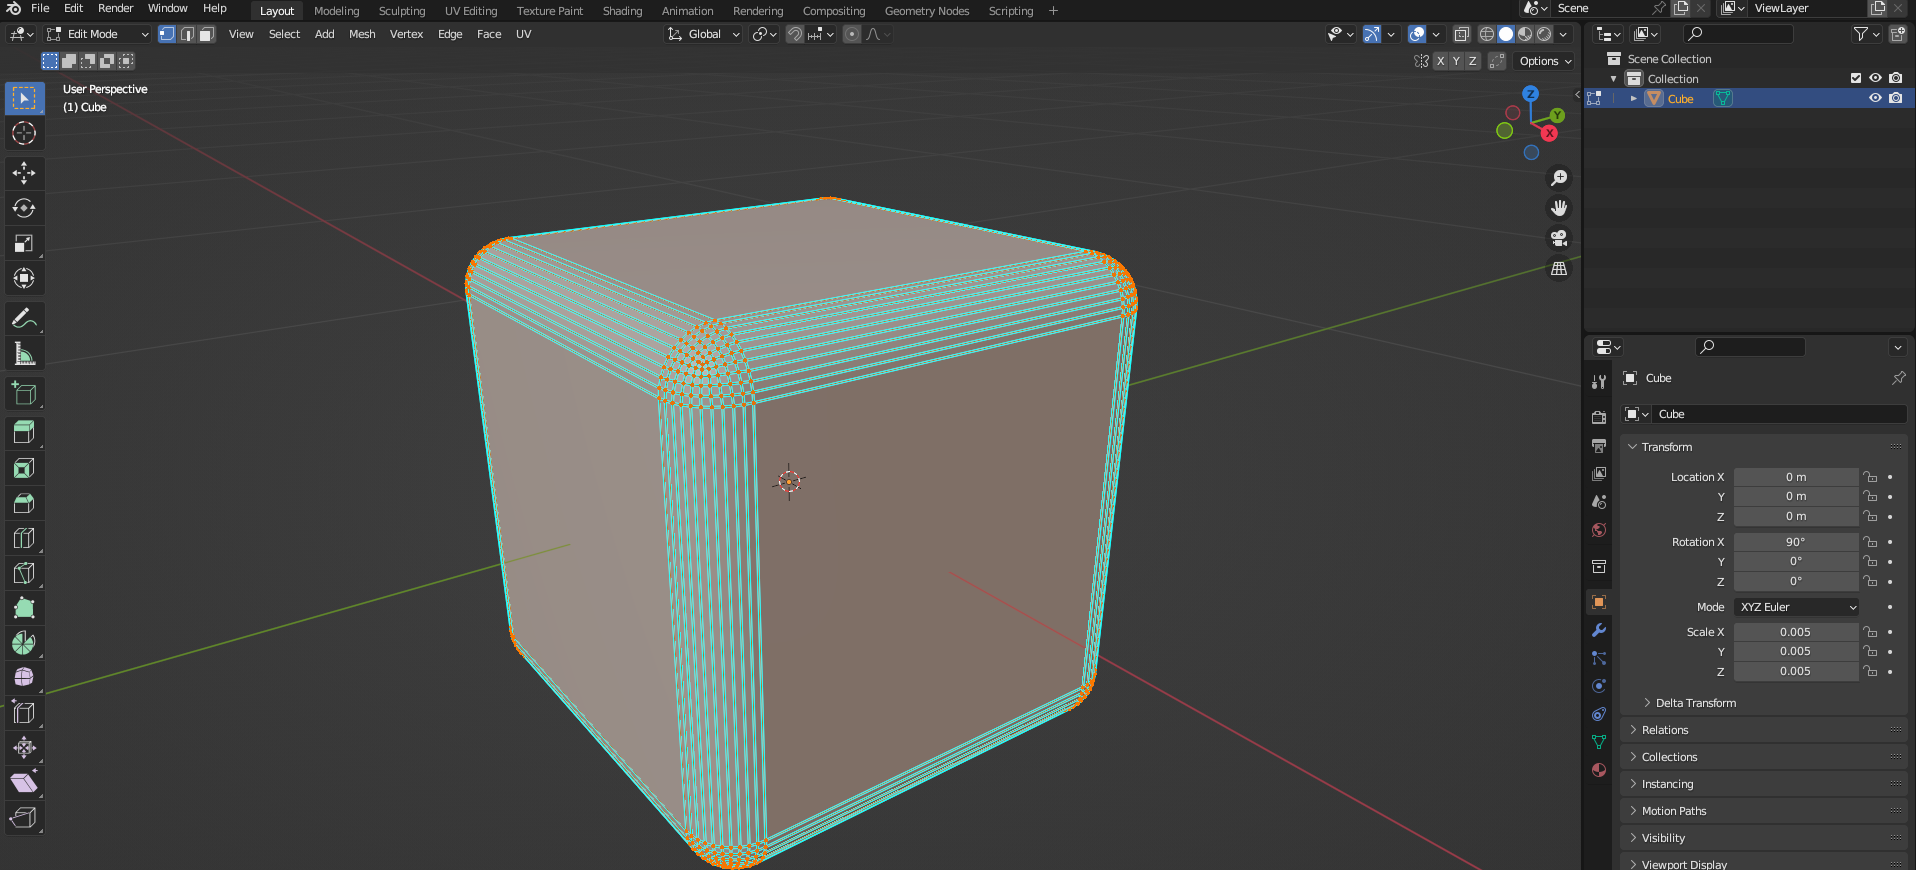 File Edit Render Window Help Layout Modeling Sculpting UV Editing Texture Paint Shading Animation Rendering Compositing Geometry Nodes Scripting + Scene ViewLayer
Edit Mode View Select Add Mesh Vertex Edge Face UV Global
X Y Z Options
User Perspective
(1) Cube
Z
Y
X
Scene Collection
Collection
Cube
Cube
Cube
Transform
Location X 0 m
Y 0 m
Z 0 m
Rotation X 90°
Y 0°
Z 0°
Mode XYZ Euler
Scale X 0.005
Y 0.005
Z 0.005
Delta Transform
Relations
Collections
Instancing
Motion Paths
Visibility
Viewport Display